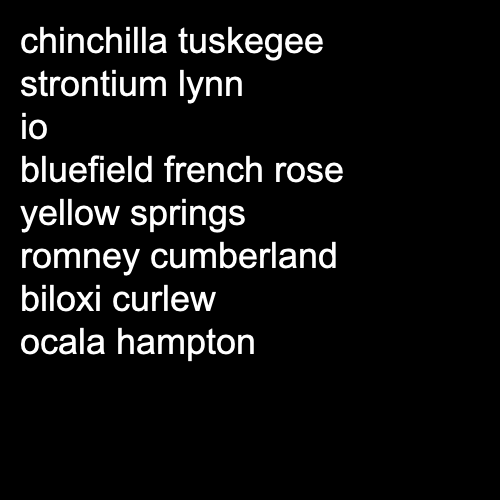 chinchilla tuskegee
strontium lynn
io
bluefield french rose
yellow springs
romney cumberland
biloxi curlew
ocala hampton